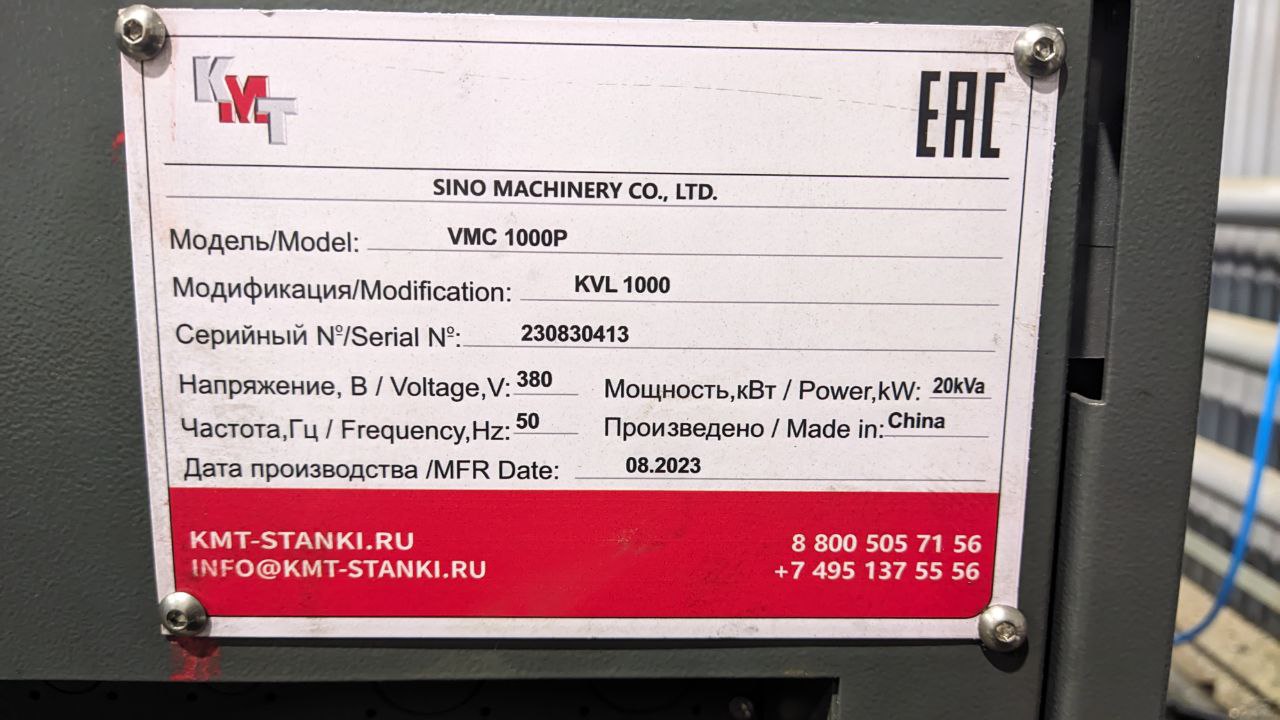 KMT
EAC
SINO MACHINERY CO., LTD.
Модель/Model: VMC 1000P
Модификация/Modification: KVL 1000
Серийный Nº/Serial Nº: 230830413
Напряжение, В / Voltage,V: 380 Мощность,кВт / Power,kW: 20kVa
Частота,Гц / Frequency,Hz: 50 Произведено / Made in: China
Дата производства /MFR Date: 08.2023
KMT-STANKI.RU 8 800 505 71 56
INFO@KMT-STANKI.RU +7 495 137 55 56